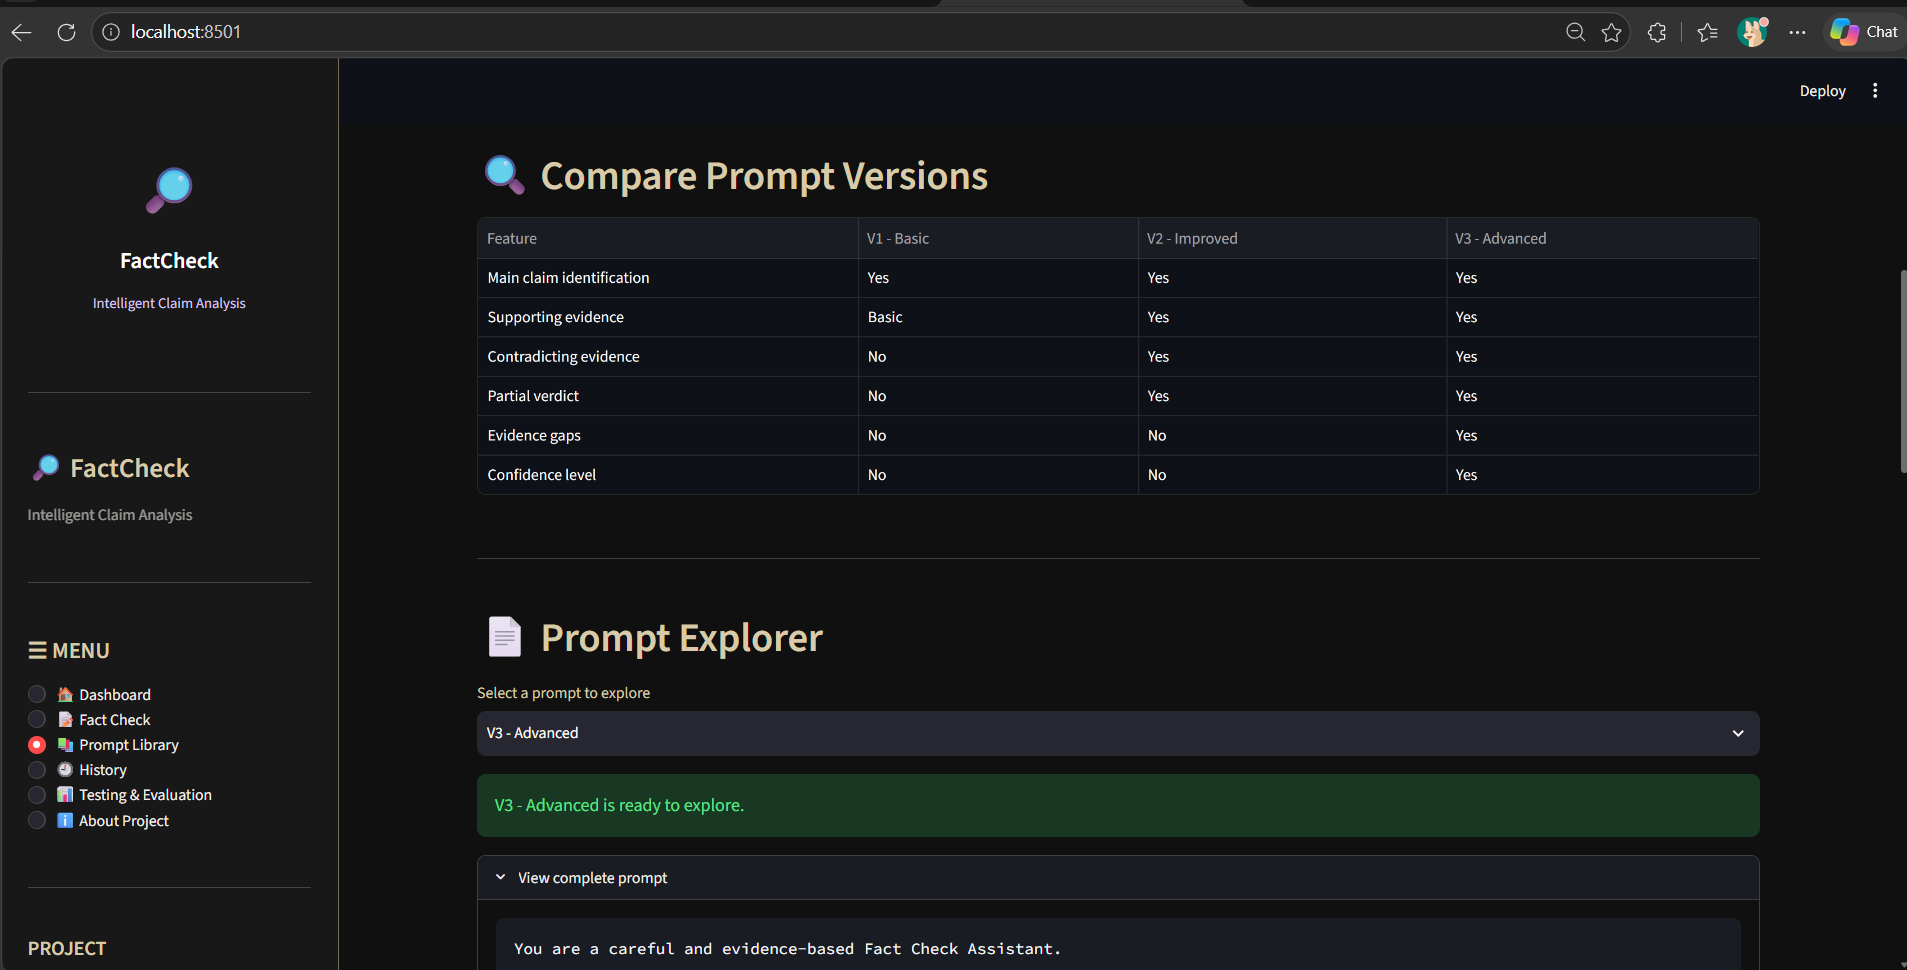 localhost:8501
Chat
Deploy
FactCheck
Intelligent Claim Analysis
FactCheck
Intelligent Claim Analysis
MENU
Dashboard
Fact Check
Prompt Library
History
Testing & Evaluation
About Project
PROJECT
Compare Prompt Versions
Feature V1 - Basic V2 - Improved V3 - Advanced
Main claim identification Yes Yes Yes
Supporting evidence Basic Yes Yes
Contradicting evidence No Yes Yes
Partial verdict No Yes Yes
Evidence gaps No No Yes
Confidence level No No Yes
Prompt Explorer
Select a prompt to explore
V3 - Advanced
V3 - Advanced is ready to explore.
View complete prompt
You are a careful and evidence-based Fact Check Assistant.